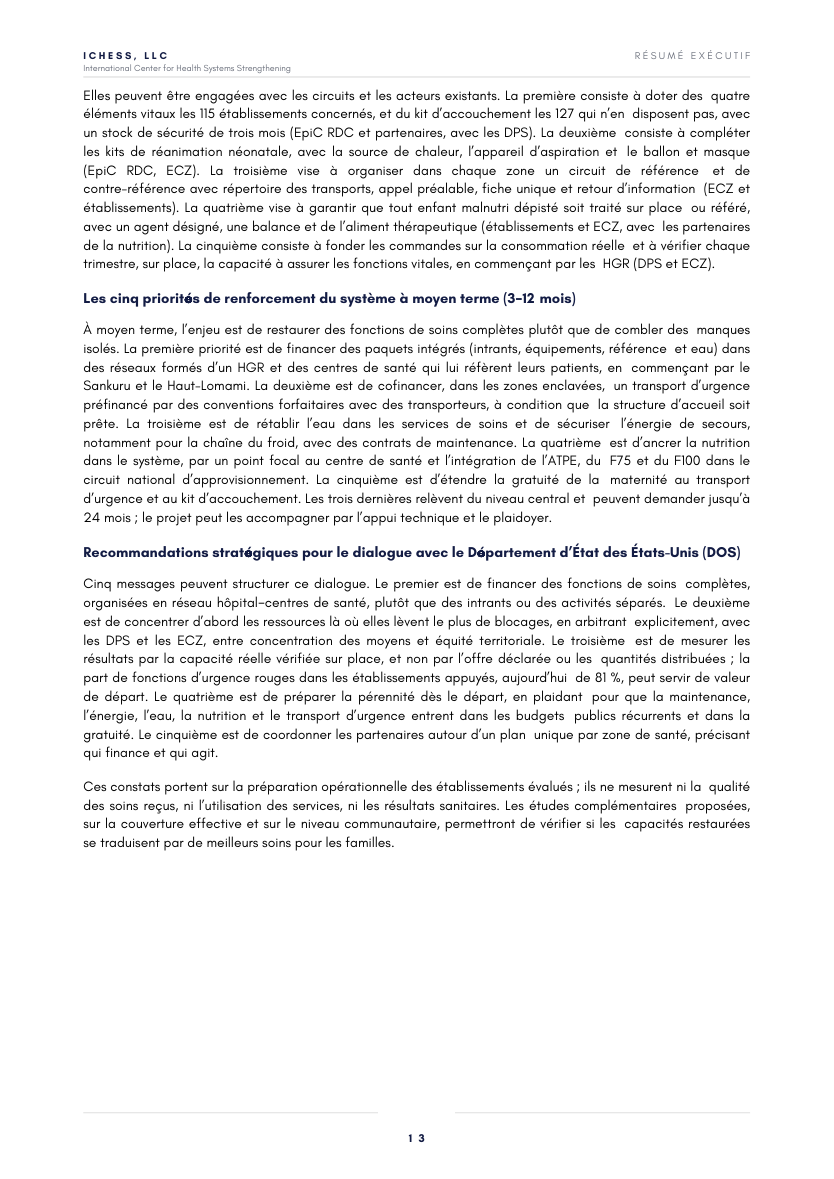 ICHESS, LLC
RÉSUMÉ EXÉCUTIF
International Center for Health Systems Strengthening
Elles peuvent être engagées avec les circuits et les acteurs existants. La première consiste à doter des quatre
éléments vitaux les 115 établissements concernés, et du kit d’accouchement les 127 qui n’en disposent pas, avec
un stock de sécurité de trois mois (EpiC RDC et partenaires, avec les DPS). La deuxième consiste à compléter
les kits de réanimation néonatale, avec la source de chaleur, l’appareil d’aspiration et le ballon et masque
(EpiC RDC, ECZ). La troisième vise à organiser dans chaque zone un circuit de référence et de
contre-référence avec répertoire des transports, appel préalable, fiche unique et retour d’information (ECZ et
établissements). La quatrième vise à garantir que tout enfant malnutri dépisté soit traité sur place ou référé,
avec un agent désigné, une balance et de l’aliment thérapeutique (établissements et ECZ, avec les partenaires
de la nutrition). La cinquième consiste à fonder les commandes sur la consommation réelle et à vérifier chaque
trimestre, sur place, la capacité à assurer les fonctions vitales, en commençant par les HGR (DPS et ECZ).
Les cinq priorités de renforcement du système à moyen terme (3–12 mois)
À moyen terme, l’enjeu est de restaurer des fonctions de soins complètes plutôt que de combler des manques
isolés. La première priorité est de financer des paquets intégrés (intrants, équipements, référence et eau) dans
des réseaux formés d’un HGR et des centres de santé qui lui réfèrent leurs patients, en commençant par le
Sankuru et le Haut-Lomami. La deuxième est de cofinancer, dans les zones enclavées, un transport d’urgence
préfinancé par des conventions forfaitaires avec des transporteurs, à condition que la structure d’accueil soit
prête. La troisième est de rétablir l’eau dans les services de soins et de sécuriser l’énergie de secours,
notamment pour la chaîne du froid, avec des contrats de maintenance. La quatrième est d’ancrer la nutrition
dans le système, par un point focal au centre de santé et l’intégration de l’ATPE, du F75 et du F100 dans le
circuit national d’approvisionnement. La cinquième est d’étendre la gratuité de la maternité au transport
d’urgence et au kit d’accouchement. Les trois dernières relèvent du niveau central et peuvent demander jusqu’à
24 mois ; le projet peut les accompagner par l’appui technique et le plaidoyer.
Recommandations stratégiques pour le dialogue avec le Département d’État des États-Unis (DOS)
Cinq messages peuvent structurer ce dialogue. Le premier est de financer des fonctions de soins complètes,
organisées en réseau hôpital–centres de santé, plutôt que des intrants ou des activités séparés. Le deuxième
est de concentrer d’abord les ressources là où elles lèvent le plus de blocages, en arbitrant explicitement, avec
les DPS et les ECZ, entre concentration des moyens et équité territoriale. Le troisième est de mesurer les
résultats par la capacité réelle vérifiée sur place, et non par l’offre déclarée ou les quantités distribuées ; la
part de fonctions d’urgence rouges dans les établissements appuyés, aujourd’hui de 81 %, peut servir de valeur
de départ. Le quatrième est de préparer la pérennité dès le départ, en plaidant pour que la maintenance,
l’énergie, l’eau, la nutrition et le transport d’urgence entrent dans les budgets publics récurrents et dans la
gratuité. Le cinquième est de coordonner les partenaires autour d’un plan unique par zone de santé, précisant
qui finance et qui agit.
Ces constats portent sur la préparation opérationnelle des établissements évalués ; ils ne mesurent ni la qualité
des soins reçus, ni l’utilisation des services, ni les résultats sanitaires. Les études complémentaires proposées,
sur la couverture effective et sur le niveau communautaire, permettront de vérifier si les capacités restaurées
se traduisent par de meilleurs soins pour les familles.
13